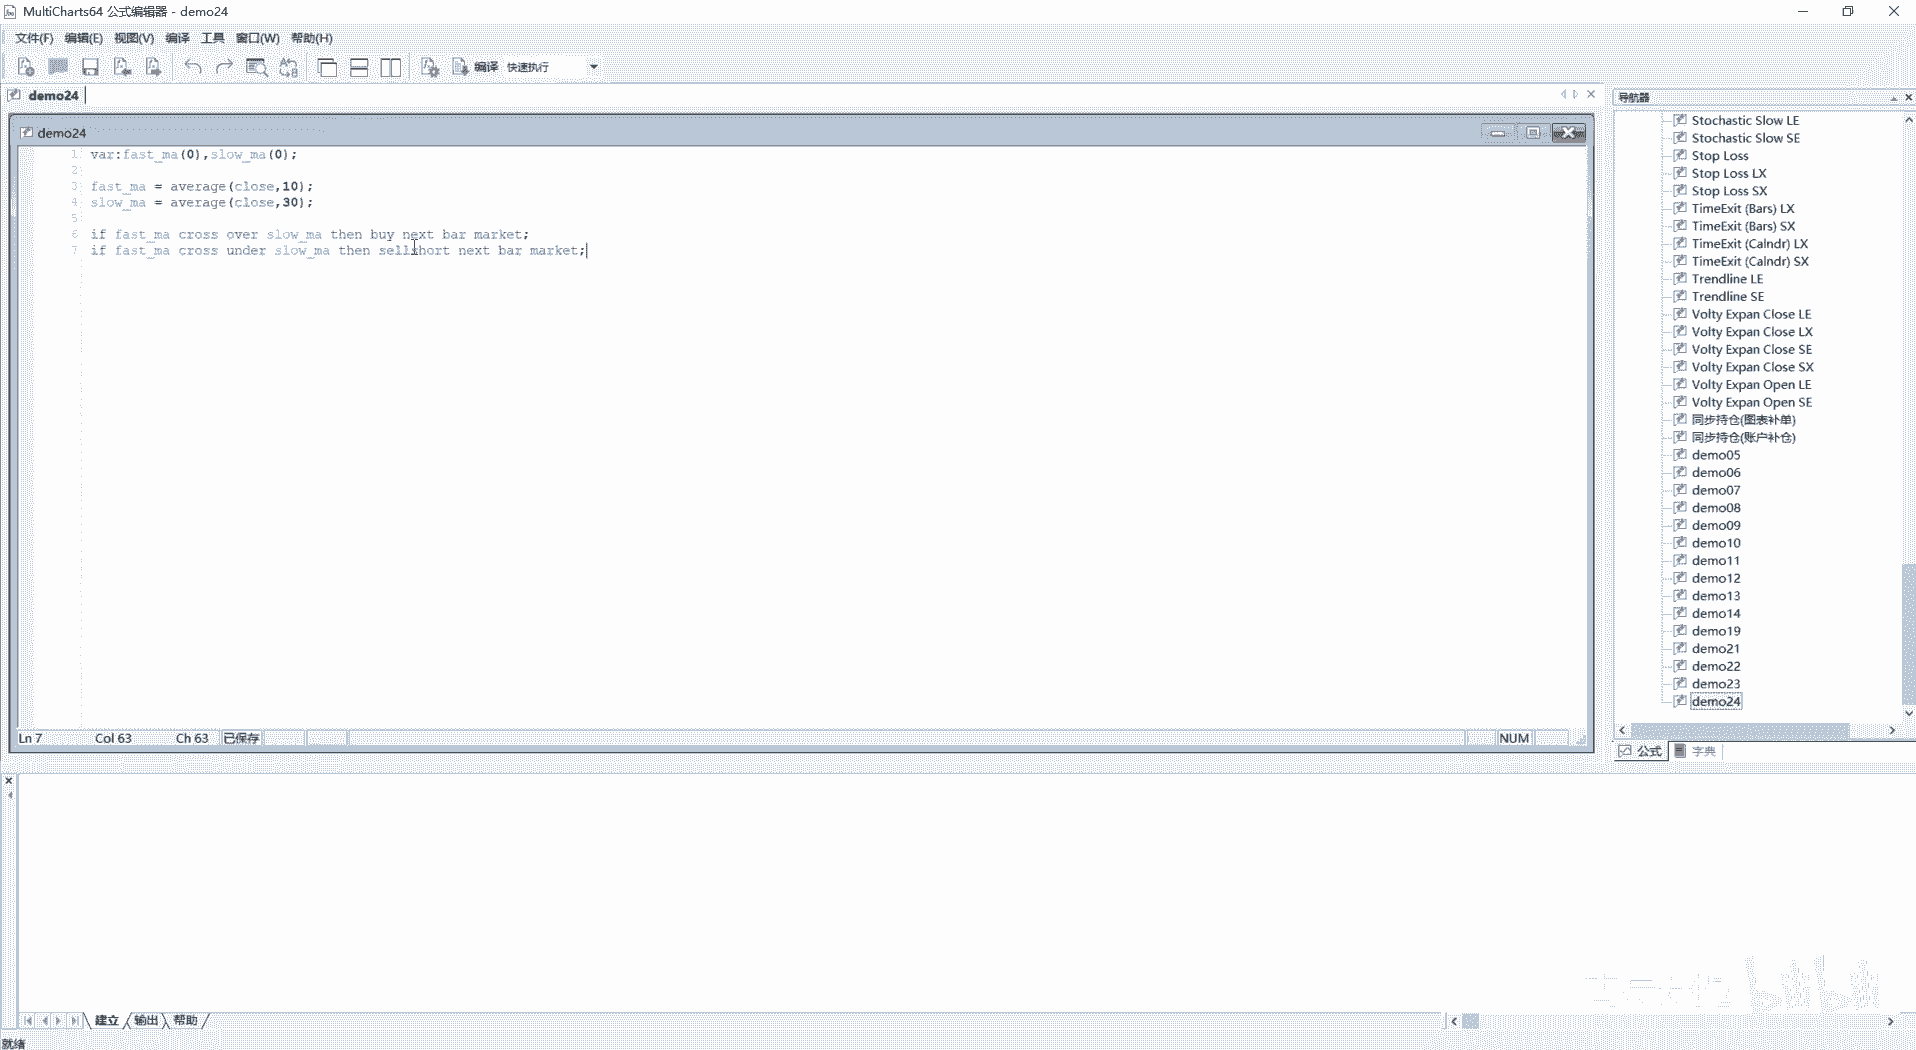 MultiCharts64 公式编辑器 - demo24
文件(F) 编辑(E) 视图(V) 编译 工具 窗口(W) 帮助(H)
编译 快速执行
demo24
导航器
demo24
1 var:fast_ma(0),slow_ma(0);
2
3 fast_ma = average(close,10);
4 slow_ma = average(close,30);
5
6 if fast_ma cross over slow_ma then buy next bar market;
7 if fast_ma cross under slow_ma then sellshort next bar market;
Ln 7 Col 63 Ch 63 已保存 NUM
Stochastic Slow LE
Stochastic Slow SE
Stop Loss
Stop Loss LX
Stop Loss SX
TimeExit (Bars) LX
TimeExit (Bars) SX
TimeExit (Calndr) LX
TimeExit (Calndr) SX
Trendline LE
Trendline SE
Volty Expan Close LE
Volty Expan Close LX
Volty Expan Close SE
Volty Expan Close SX
Volty Expan Open LE
Volty Expan Open SE
同步持仓(图表补单)
同步持仓(账户补仓)
demo05
demo06
demo07
demo08
demo09
demo10
demo11
demo12
demo13
demo14
demo19
demo21
demo22
demo23
demo24
公式 字典
建立 输出 帮助
就绪